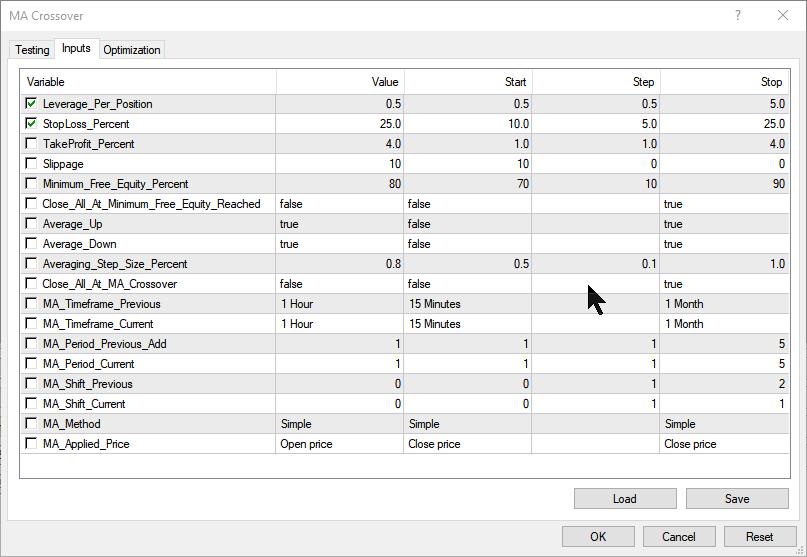 MA Crossover
Testing Inputs Optimization
Variable Value Start Step Stop
Leverage_Per_Position 0.5 0.5 0.5 5.0
StopLoss_Percent 25.0 10.0 5.0 25.0
TakeProfit_Percent 4.0 1.0 1.0 4.0
Slippage 10 10 0 0
Minimum_Free_Equity_Percent 80 70 10 90
Close_All_At_Minimum_Free_Equity_Reached false false true
Average_Up true false true
Average_Down true false true
Averaging_Step_Size_Percent 0.8 0.5 0.1 1.0
Close_All_At_MA_Crossover false false true
MA_Timeframe_Previous 1 Hour 15 Minutes 1 Month
MA_Timeframe_Current 1 Hour 15 Minutes 1 Month
MA_Period_Previous_Add 1 1 1 5
MA_Period_Current 1 1 1 5
MA_Shift_Previous 0 0 1 2
MA_Shift_Current 0 0 1 1
MA_Method Simple Simple Simple
MA_Applied_Price Open price Close price Close price
Load Save
OK Cancel Reset